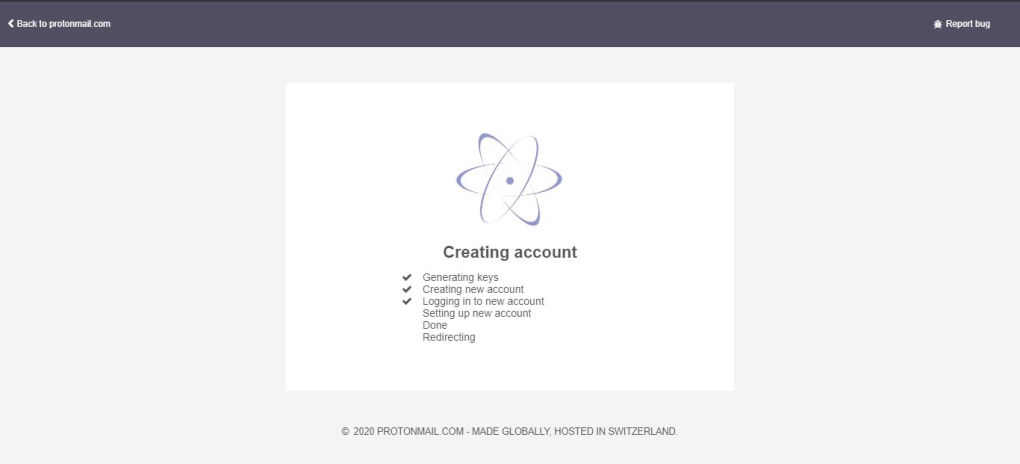 Back to protonmail.com
Report bug
Creating account
Generating keys
Creating new account
Logging in to new account
Setting up new account
Done
Redirecting
© 2020 PROTONMAIL.COM - MADE GLOBALLY, HOSTED IN SWITZERLAND.